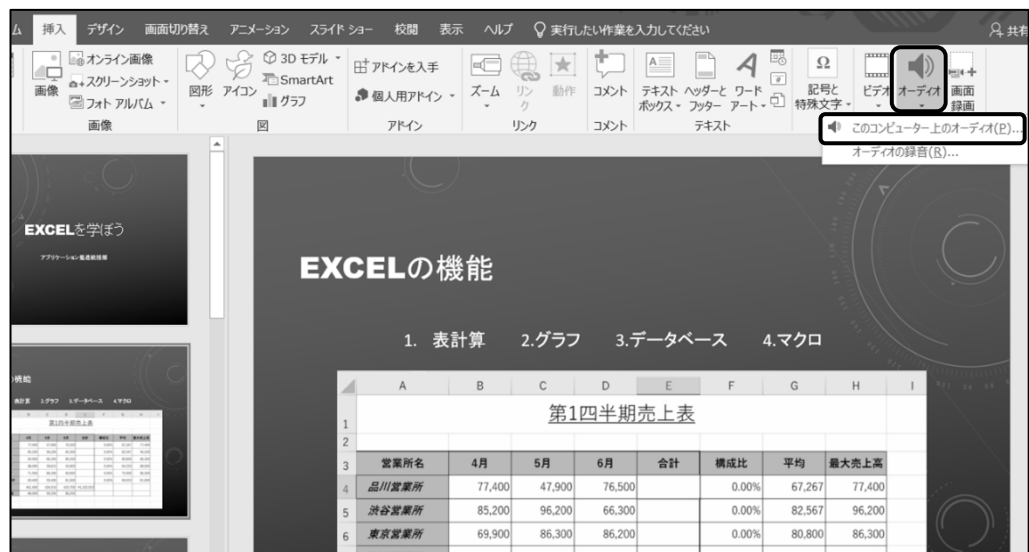 ム 挿入 デザイン 画面切り替え アニメーション スライド ショー 校閲 表示 ヘルプ 実行したい作業を入力してください 共有
画像
オンライン画像
スクリーンショット
フォト アルバム
画像
図形
アイコン
3D モデル
SmartArt
グラフ
図
アドインを入手
個人用アドイン
アドイン
ズーム
リンク
動作
リンク
コメント
コメント
テキスト ボックス
ヘッダーと フッター
ワード アート
テキスト
Ω
記号と 特殊文字
ビデオ
オーディオ
画面 録画
このコンピューター上のオーディオ(P)...
オーディオの録音(R)...
EXCELを学ぼう
EXCELの機能
1. 表計算 2.グラフ 3.データベース 4.マクロ
A B C D E F G H I
1 第1四半期売上表
2
3 営業所名 4月 5月 6月 合計 構成比 平均 最大売上高
4 品川営業所 77,400 47,900 76,500 0.00% 67,267 77,400
5 渋谷営業所 85,200 96,200 66,300 0.00% 82,567 96,200
6 東京営業所 69,900 86,300 86,200 0.00% 80,800 86,300